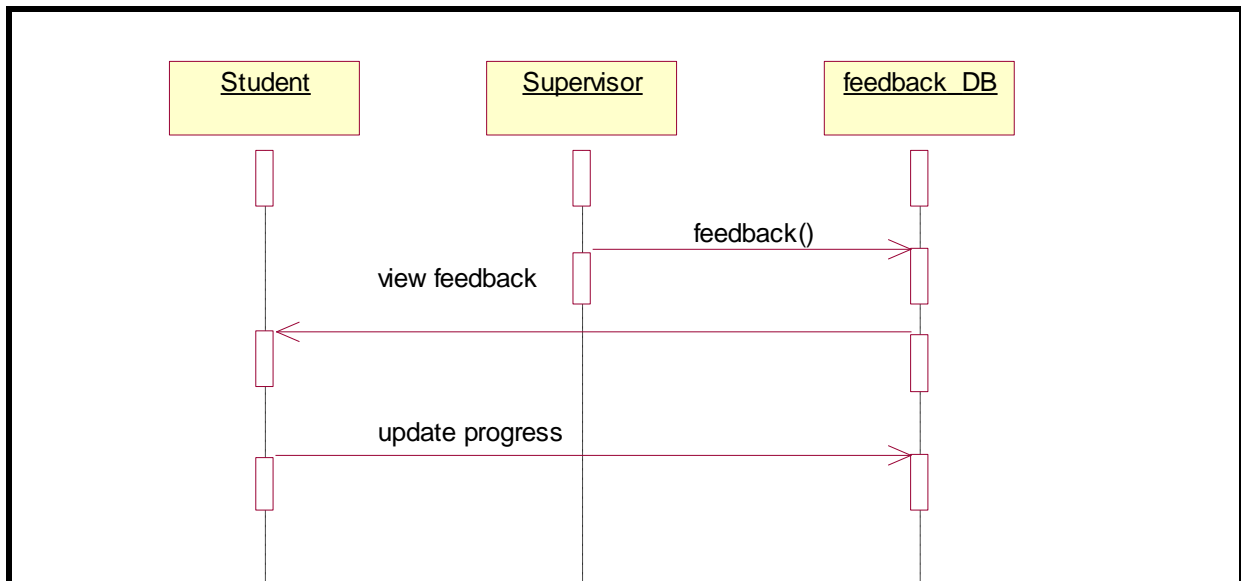 Student
Supervisor
feedback_DB
feedback()
view feedback
update progress